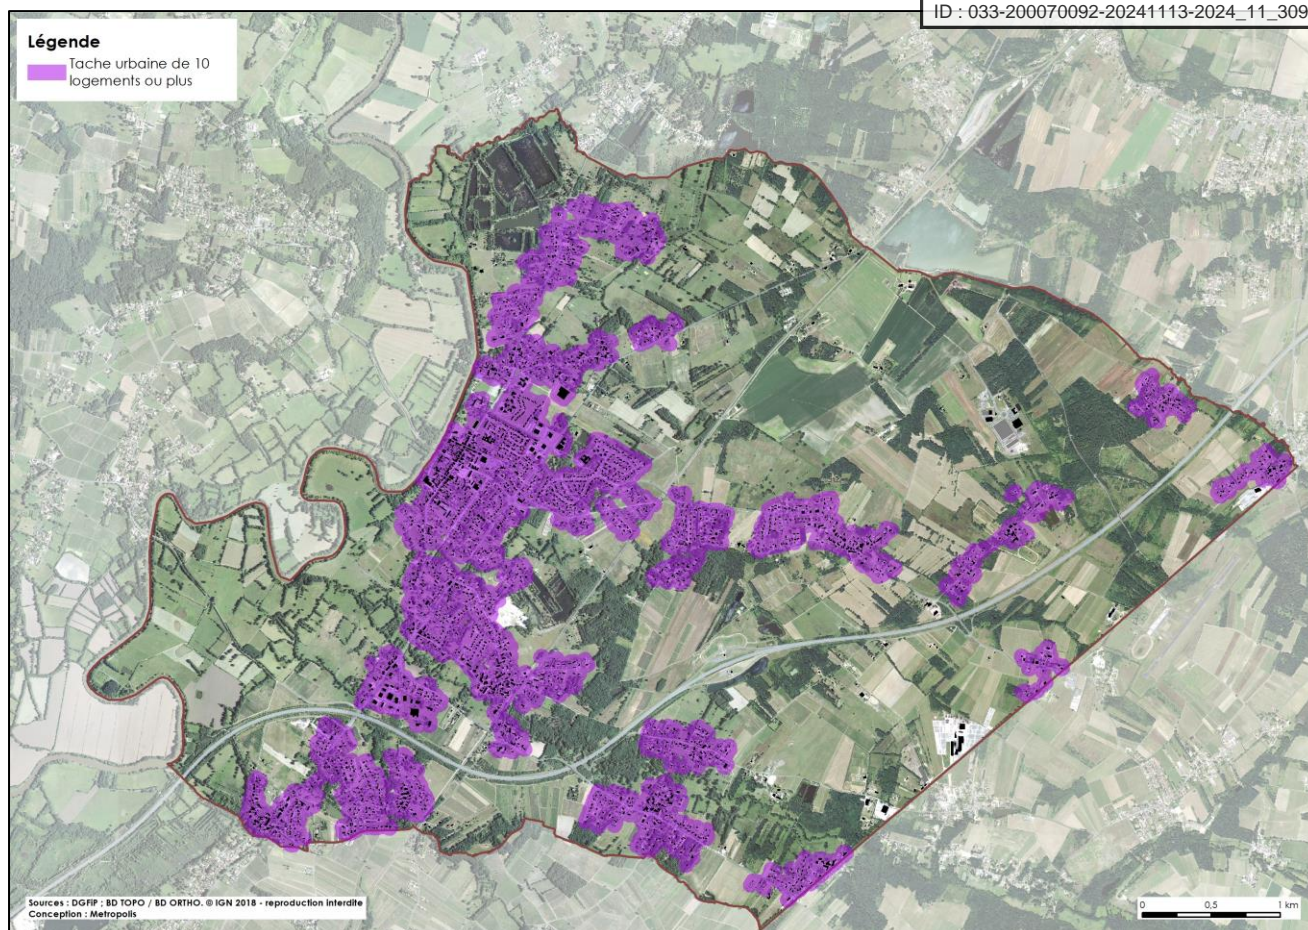 ID : 033-200070092-20241113-2024_11_309
Légende
Tache urbaine de 10
logements ou plus
Sources : DGFiP ; BD TOPO / BD ORTHO. © IGN 2018 - reproduction interdite
Conception : Metropolis
0 0,5 1 km